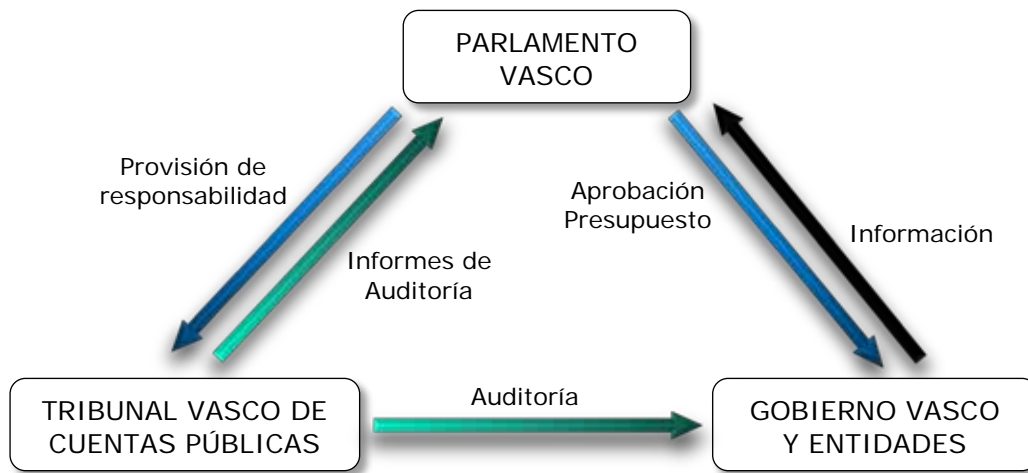 PARLAMENTO
VASCO
Provisión de
responsabilidad
Aprobación
Presupuesto
Información
Informes de
Auditoría
Auditoría
TRIBUNAL VASCO DE
CUENTAS PÚBLICAS
GOBIERNO VASCO
Y ENTIDADES